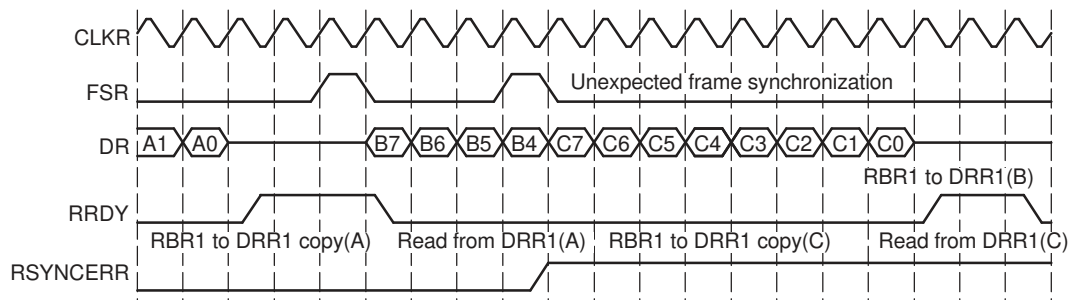 CLKR
FSR Unexpected frame synchronization
DR A1 A0 B7 B6 B5 B4 C7 C6 C5 C4 C3 C2 C1 C0
RBR1 to DRR1(B)
RRDY
RBR1 to DRR1 copy(A) Read from DRR1(A) RBR1 to DRR1 copy(C) Read from DRR1(C)
RSYNCERR